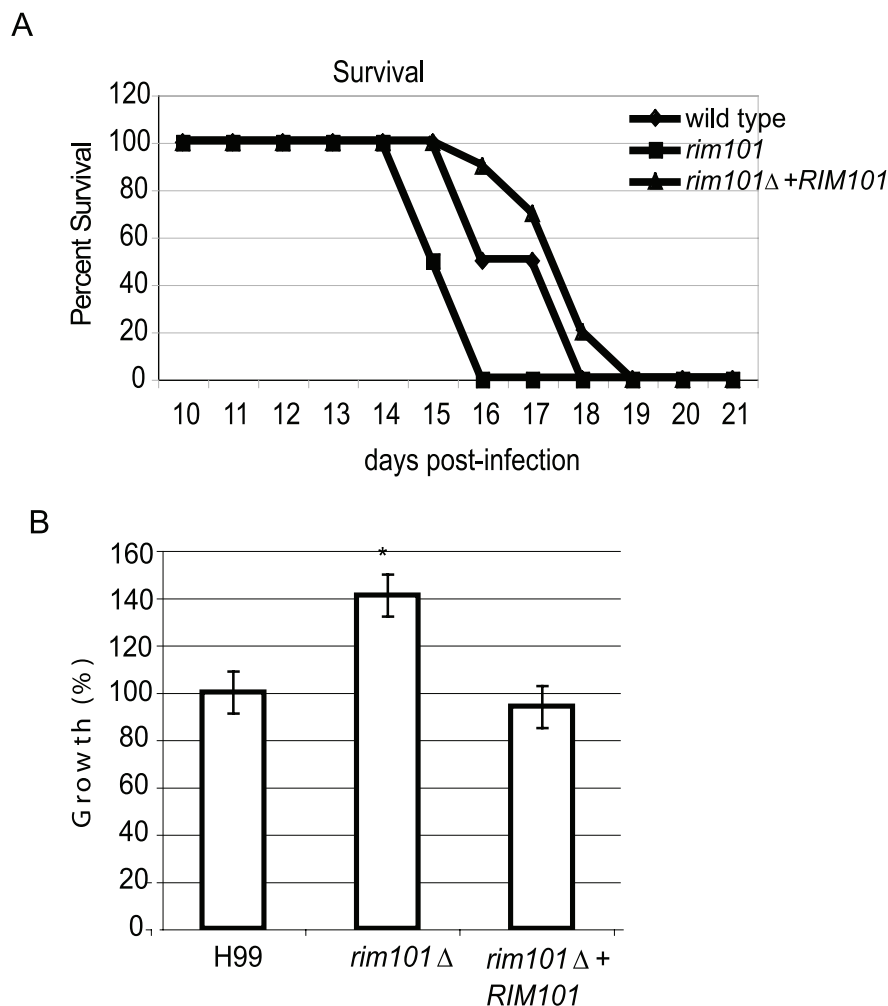 A
Survival
120
100
80
60
40
20
0
Percent Survival
wild type
rim101
rim101Δ +RIM101
10 11 12 13 14 15 16 17 18 19 20 21
days post-infection
B
160
140
120
100
80
60
40
20
0
Growth (%)
*
H99
rim101 Δ
rim101 Δ +
RIM101